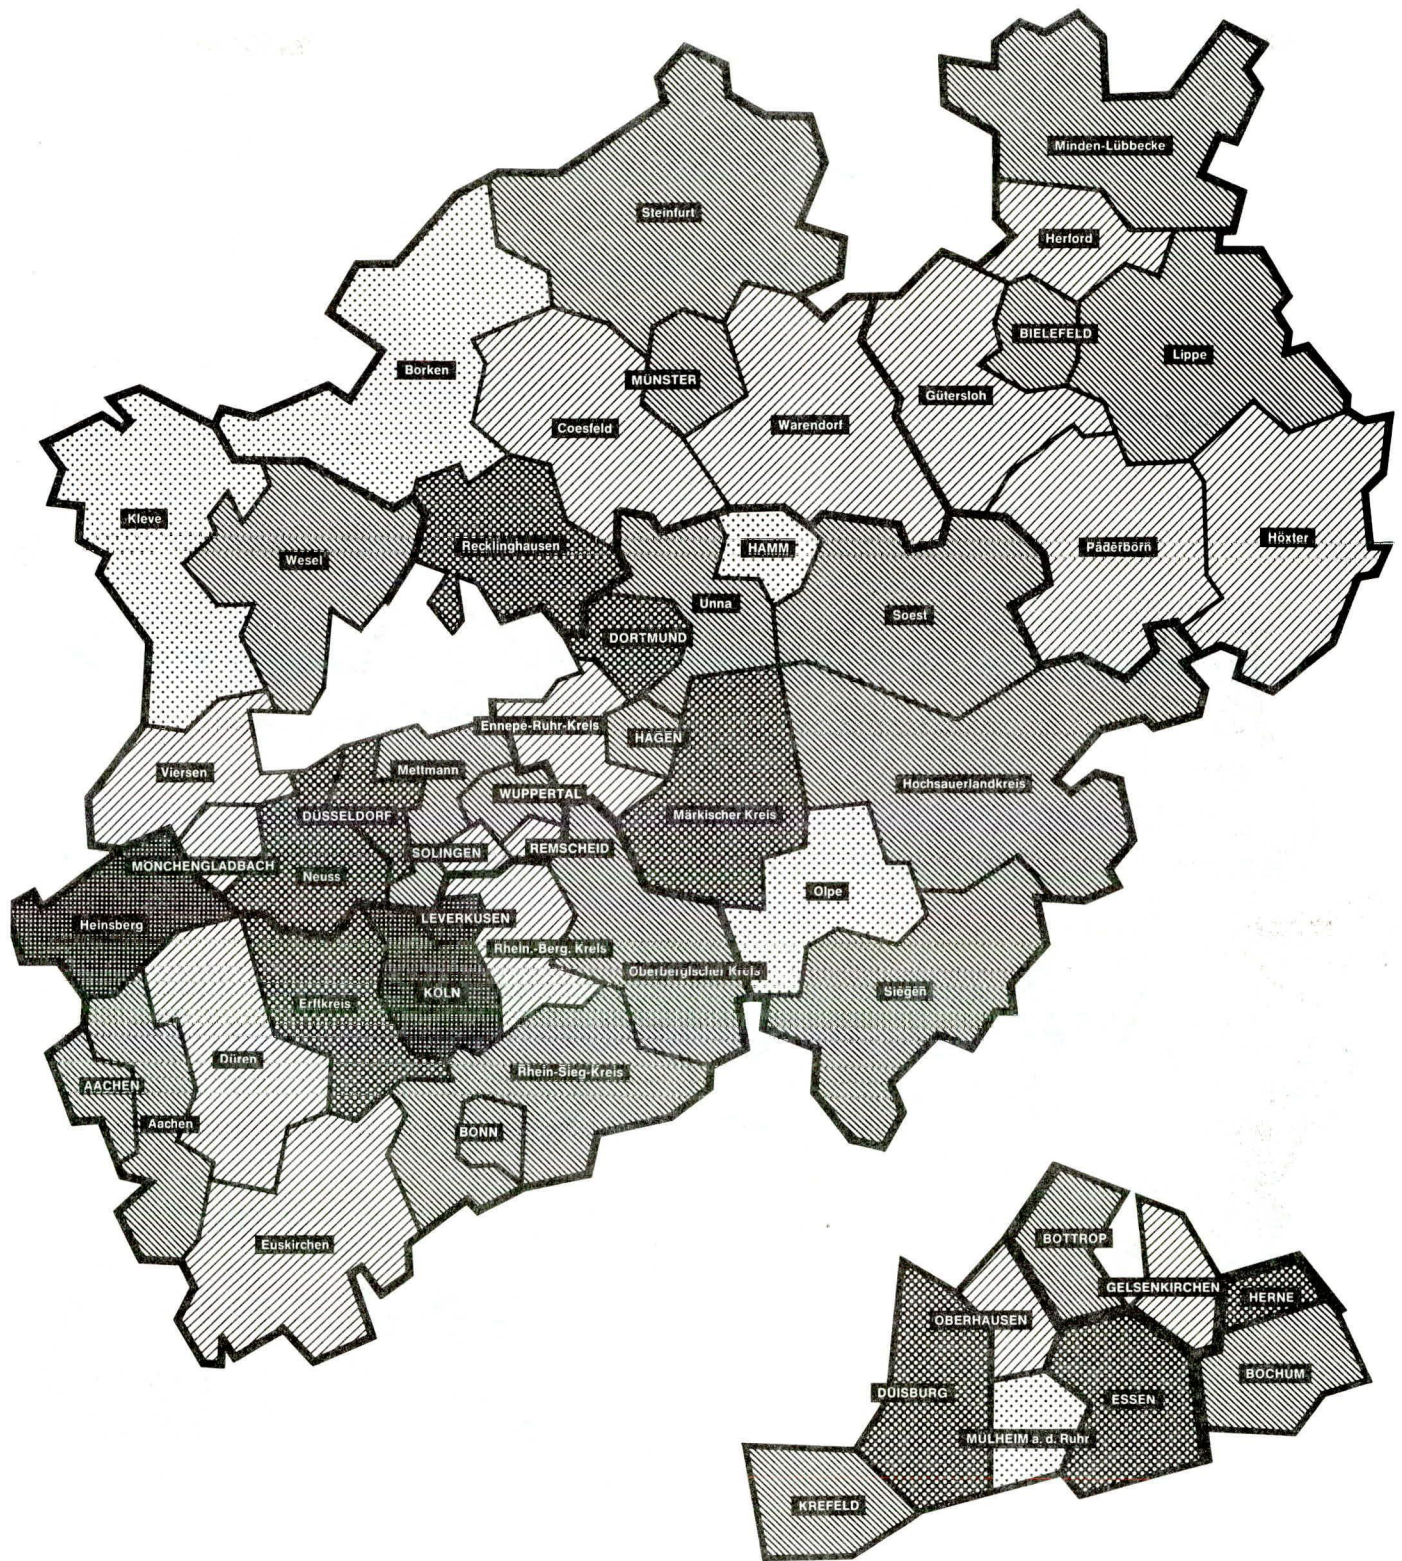 Minden-Lübbecke
Steinfurt
Herford
BIELEFELD
Lippe
Borken
MÜNSTER
Gütersloh
Coesfeld
Warendorf
Kleve
Recklinghausen
HAMM
Paderborn
Höxter
Wesel
Unna
Soest
DORTMUND
Ennepe-Ruhr-Kreis
HAGEN
Viersen
Mettmann
Hochsauerlandkreis
WUPPERTAL
DÜSSELDORF
Märkischer Kreis
SOLINGEN
REMSCHEID
MÖNCHENGLADBACH
Neuss
Olpe
Heinsberg
LEVERKUSEN
Rhein.-Berg. Kreis
Oberbergischer Kreis
Erftkreis
KÖLN
Siegen
Düren
Rhein-Sieg-Kreis
AACHEN
Aachen
BONN
Euskirchen
BOTTROP
GELSENKIRCHEN
HERNE
OBERHAUSEN
BOCHUM
DUISBURG
ESSEN
MÜLHEIM a. d. Ruhr
KREFELD